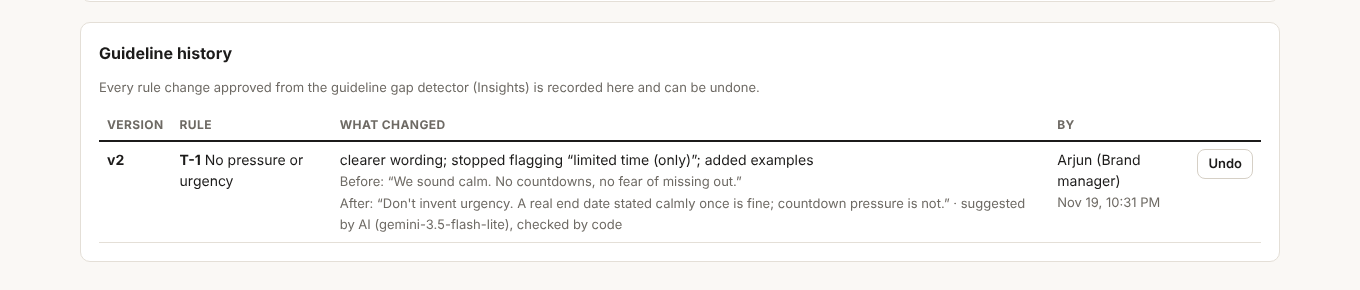 Guideline history
Every rule change approved from the guideline gap detector (Insights) is recorded here and can be undone.
VERSION RULE WHAT CHANGED BY
v2 T-1 No pressure or urgency
clearer wording; stopped flagging “limited time (only)”; added examples
Before: “We sound calm. No countdowns, no fear of missing out.”
After: “Don't invent urgency. A real end date stated calmly once is fine; countdown pressure is not.” · suggested
by AI (gemini-3.5-flash-lite), checked by code
Arjun (Brand
manager)
Nov 19, 10:31 PM
Undo